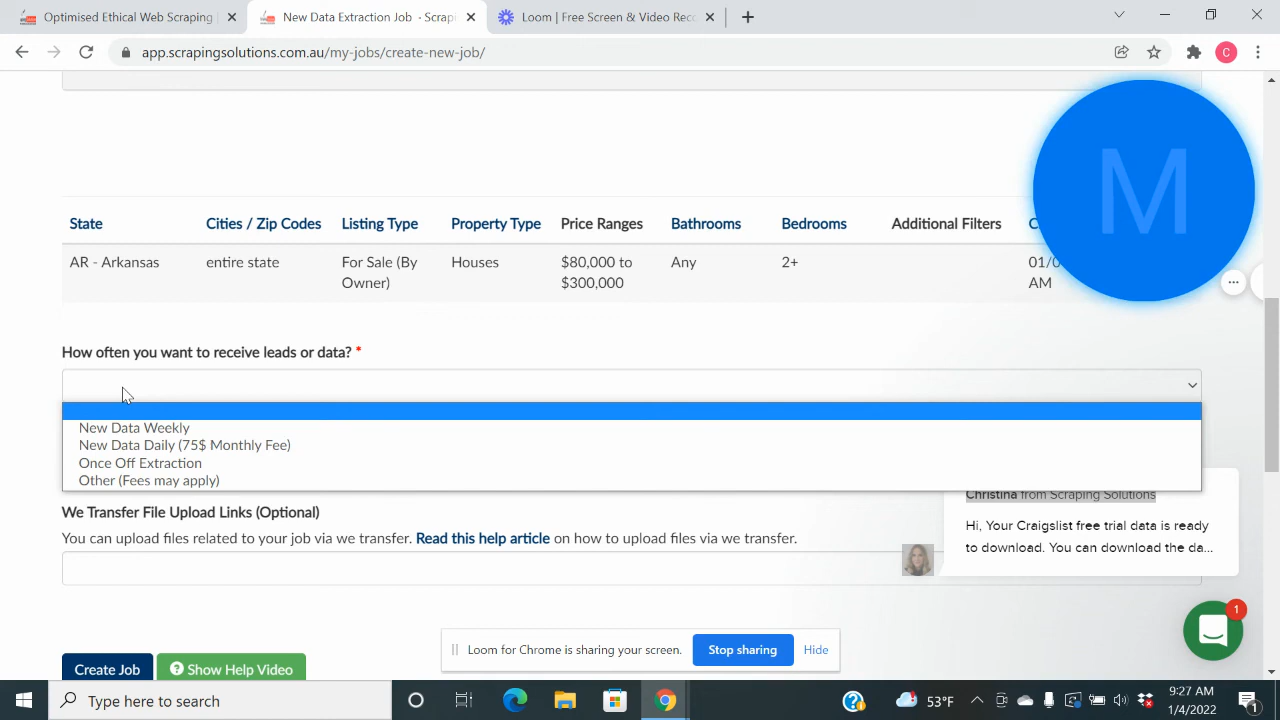 Optimised Ethical Web Scraping
New Data Extraction Job - Scrapi
Loom | Free Screen & Video Rec
app.scrapingsolutions.com.au/my-jobs/create-new-job/
C
M
State Cities / Zip Codes Listing Type Property Type Price Ranges Bathrooms Bedrooms Additional Filters
AR - Arkansas entire state For Sale (By Owner) Houses $80,000 to $300,000 Any 2+ AM
How often you want to receive leads or data? *
New Data Weekly
New Data Daily (75$ Monthly Fee)
Once Off Extraction
Other (Fees may apply)
Christina from Scraping Solutions
We Transfer File Upload Links (Optional)
Hi, Your Craigslist free trial data is ready
You can upload files related to your job via we transfer. Read this help article on how to upload files via we transfer.
to download. You can download the da...
1
Loom for Chrome is sharing your screen. Stop sharing Hide
Create Job Show Help Video
Type here to search
53°F
9:27 AM
1/4/2022